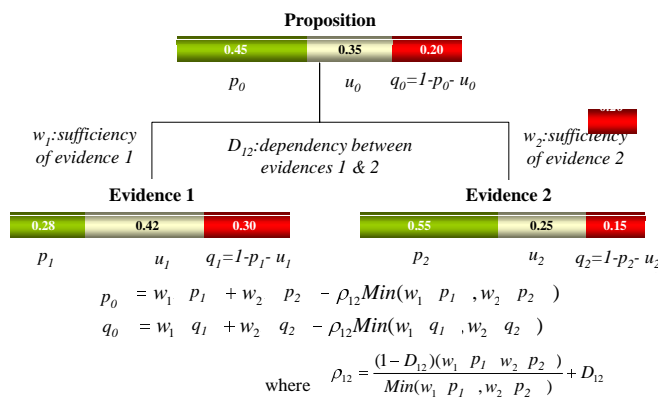 Proposition
0.45 0.35 0.20
p0 u0 q0=1-p0- u0
w1:sufficiency of evidence 1
D12:dependency between evidences 1 & 2
w2:sufficiency of evidence 2
Evidence 1 Evidence 2
0.28 0.42 0.30 0.55 0.25 0.15
p1 u1 q1=1-p1- u1 p2 u2 q2=1-p2- u2
p0 = w1 p1 + w2 p2 − ρ12Min(w1 p1 ,w2 p2 )
q0 = w1 q1 + w2 q2 − ρ12Min(w1 q1 ,w2 q2 )
where ρ12 = (1− D12)(w1 p1 w2 p2 ) / Min(w1 p1 ,w2 p2 ) + D12